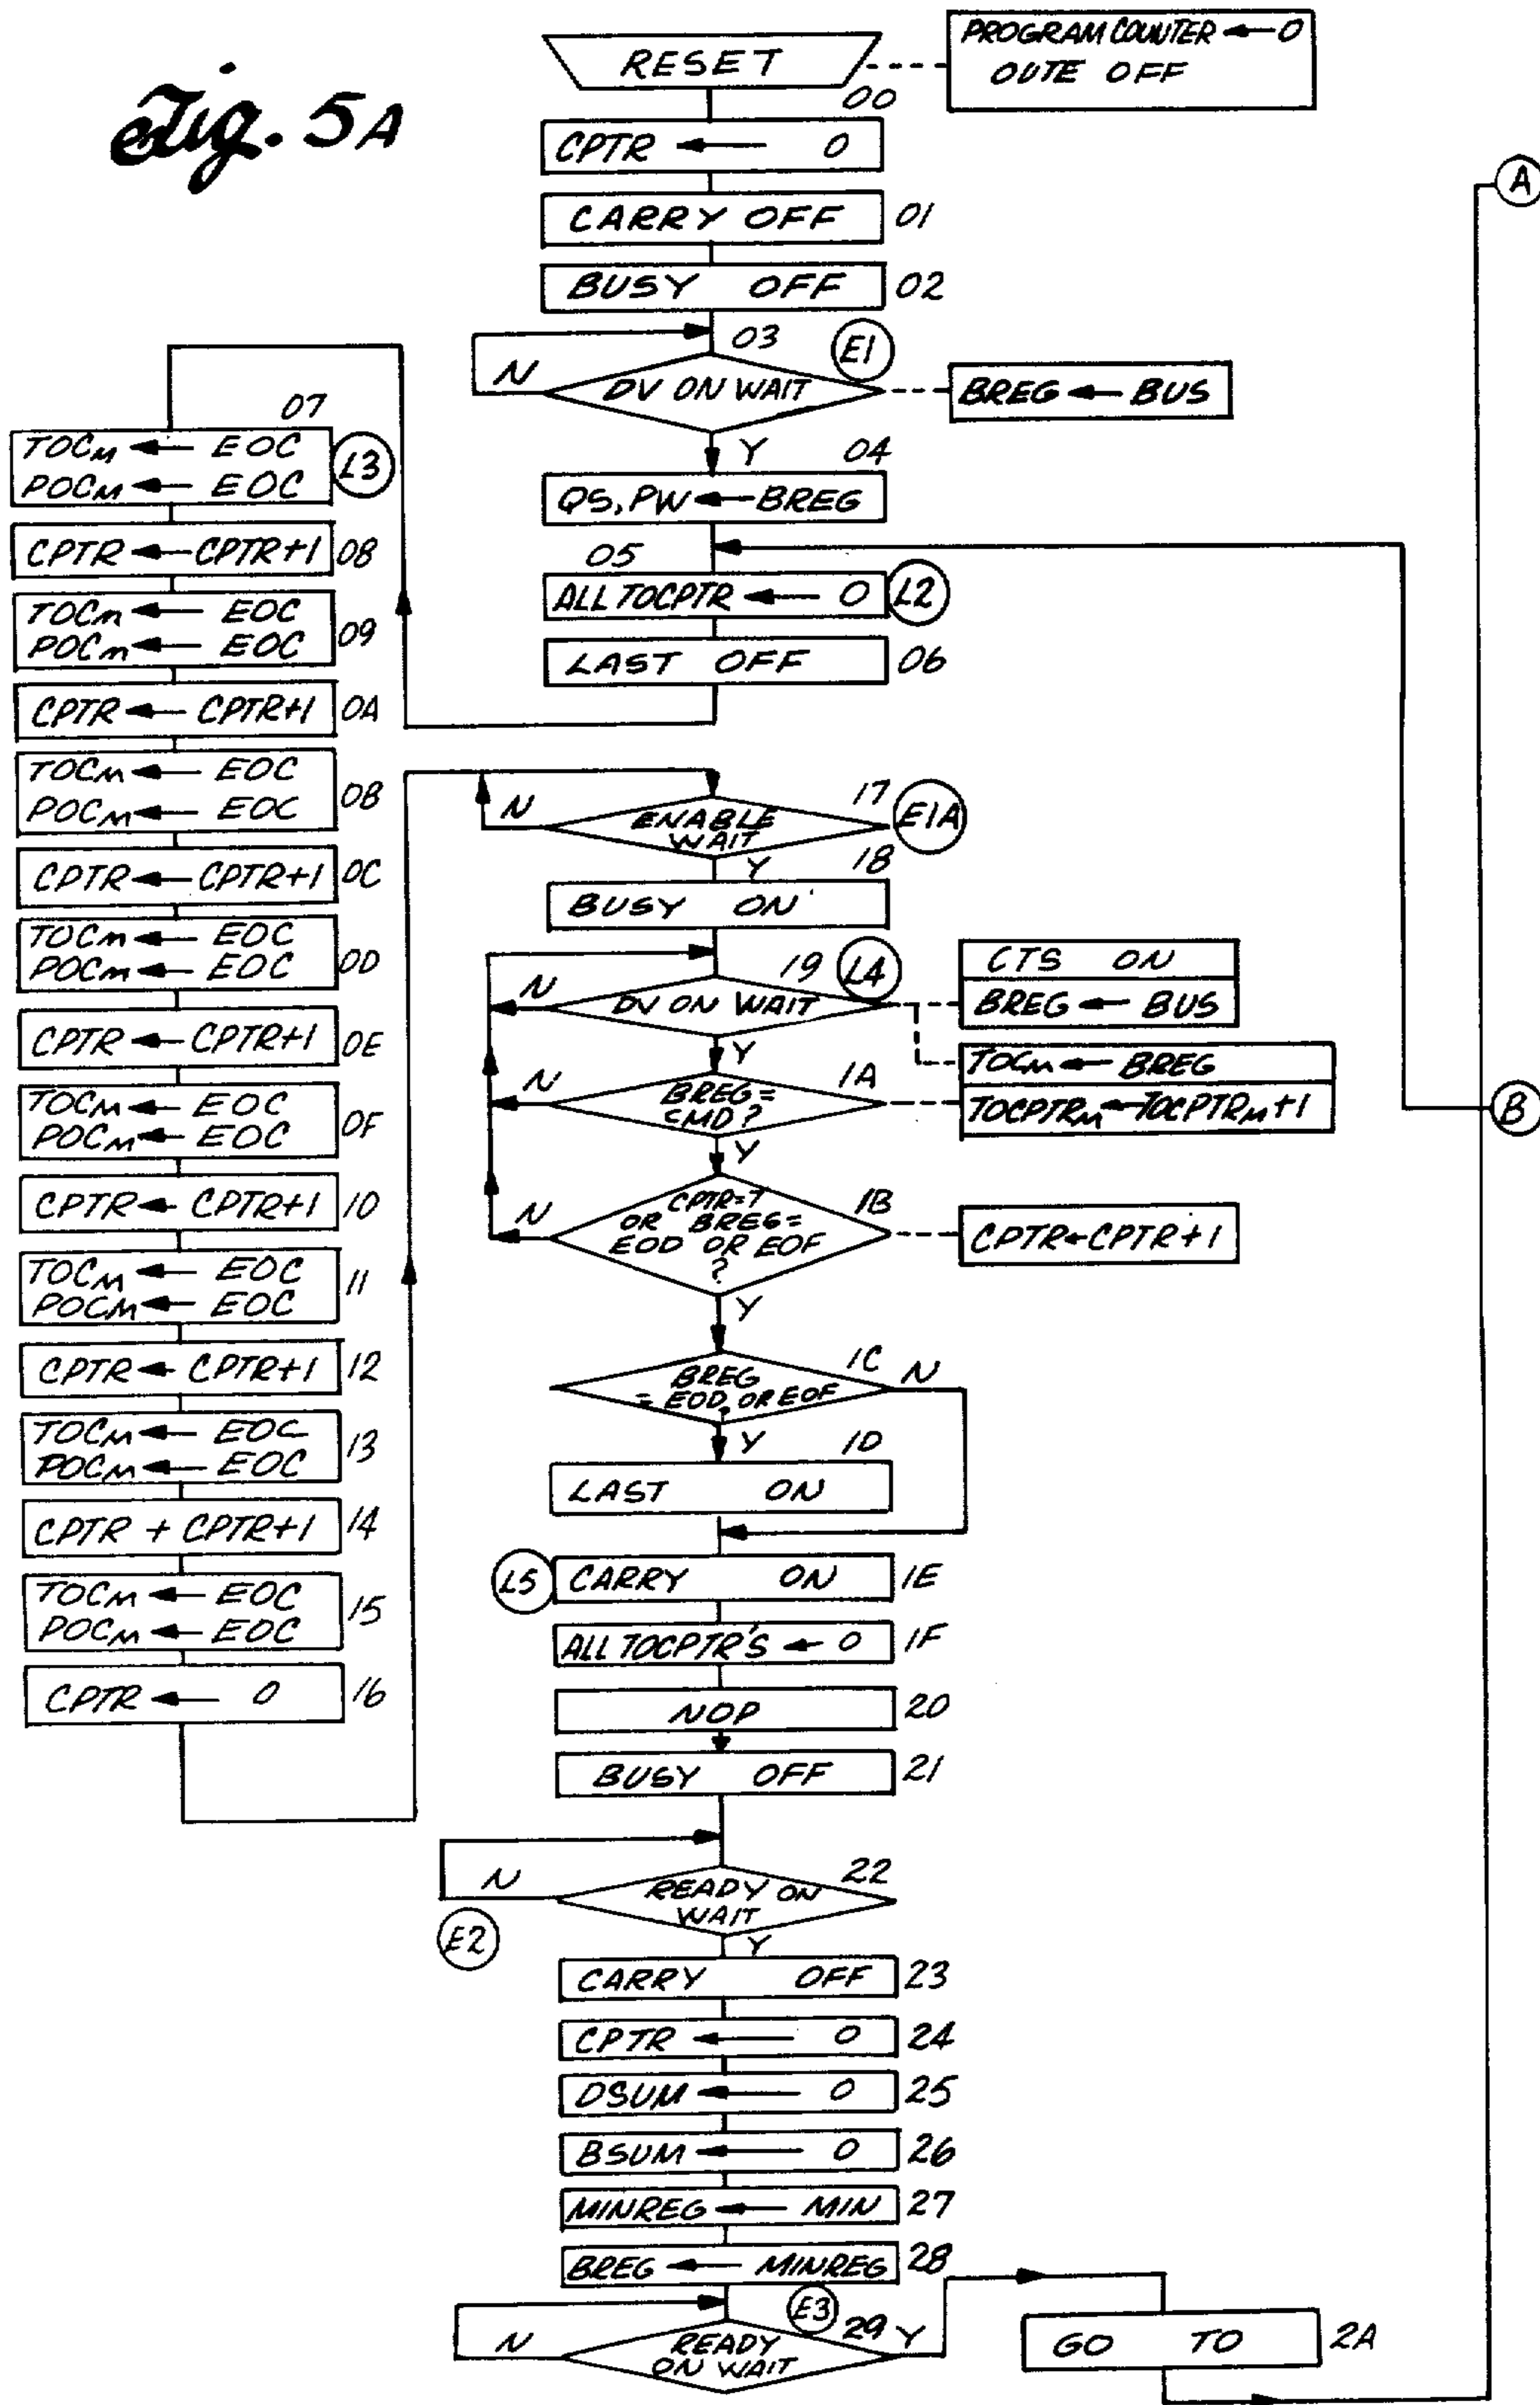 Fig. 5A
RESET
PROGRAM COUNTER ← 0
OUTE OFF
00
CPTR ← 0
CARRY OFF 01
BUSY OFF 02
03
E1
N
DV ON WAIT
BREG ← BUS
Y
04
QS, PW ← BREG
05
ALL TOCPTR ← 0
L2
LAST OFF 06
07
TOCM ← EOC
POCM ← EOC
L3
CPTR ← CPTR+1 08
TOCM ← EOC
POCM ← EOC
09
CPTR ← CPTR+1 0A
TOCM ← EOC
POCM ← EOC
0B
CPTR ← CPTR+1 0C
TOCM ← EOC
POCM ← EOC
0D
CPTR ← CPTR+1 0E
TOCM ← EOC
POCM ← EOC
0F
CPTR ← CPTR+1 10
TOCM ← EOC
POCM ← EOC
11
CPTR ← CPTR+1 12
TOCM ← EOC
POCM ← EOC
13
CPTR + CPTR+1 14
TOCM ← EOC
POCM ← EOC
15
CPTR ← 0 16
17
E1A
N
ENABLE
WAIT
Y
18
BUSY ON
19
L4
N
DV ON WAIT
CTS ON
BREG ← BUS
TOCM ← BREG
TOCPTRM ← TOCPTRM+1
Y
1A
N
BREG =
CMD ?
Y
1B
N
CPTR=7
OR BREG=
EOD OR EOF
?
CPTR ← CPTR+1
Y
1C
BREG
= EOD OR EOF
N
Y
1D
LAST ON
L5
CARRY ON 1E
ALL TOCPTR'S ← 0 1F
NOP 20
BUSY OFF 21
22
N
READY ON
WAIT
E2
Y
CARRY OFF 23
CPTR ← 0 24
DSUM ← 0 25
BSUM ← 0 26
MINREG ← MIN 27
BREG ← MINREG 28
E3
29
N
READY
ON WAIT
Y
GO TO 2A
A
B